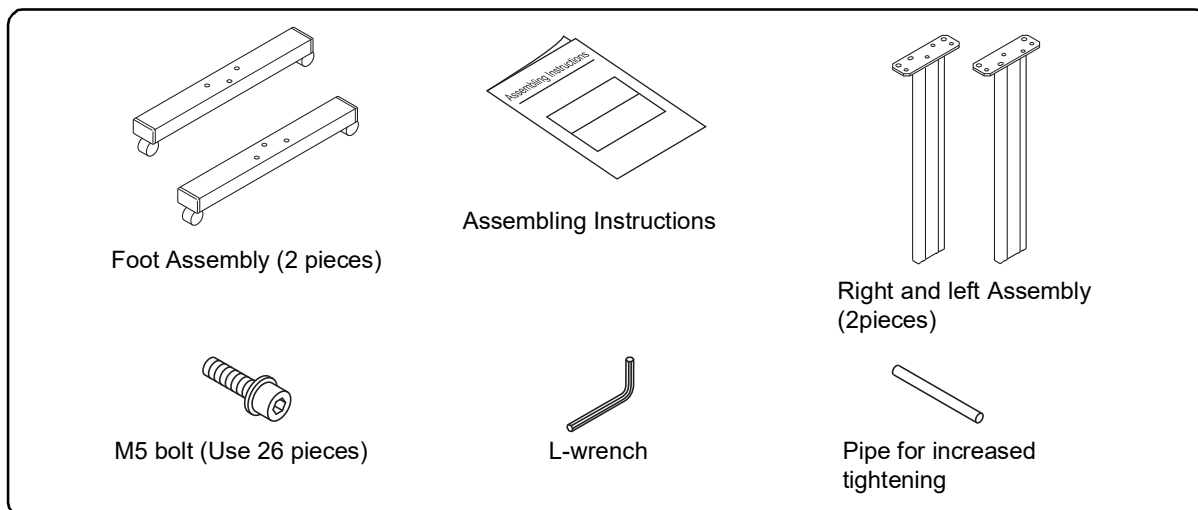 Assembling Instructions
Foot Assembly (2 pieces)
Assembling Instructions
Right and left Assembly
(2pieces)
M5 bolt (Use 26 pieces)
L-wrench
Pipe for increased
tightening